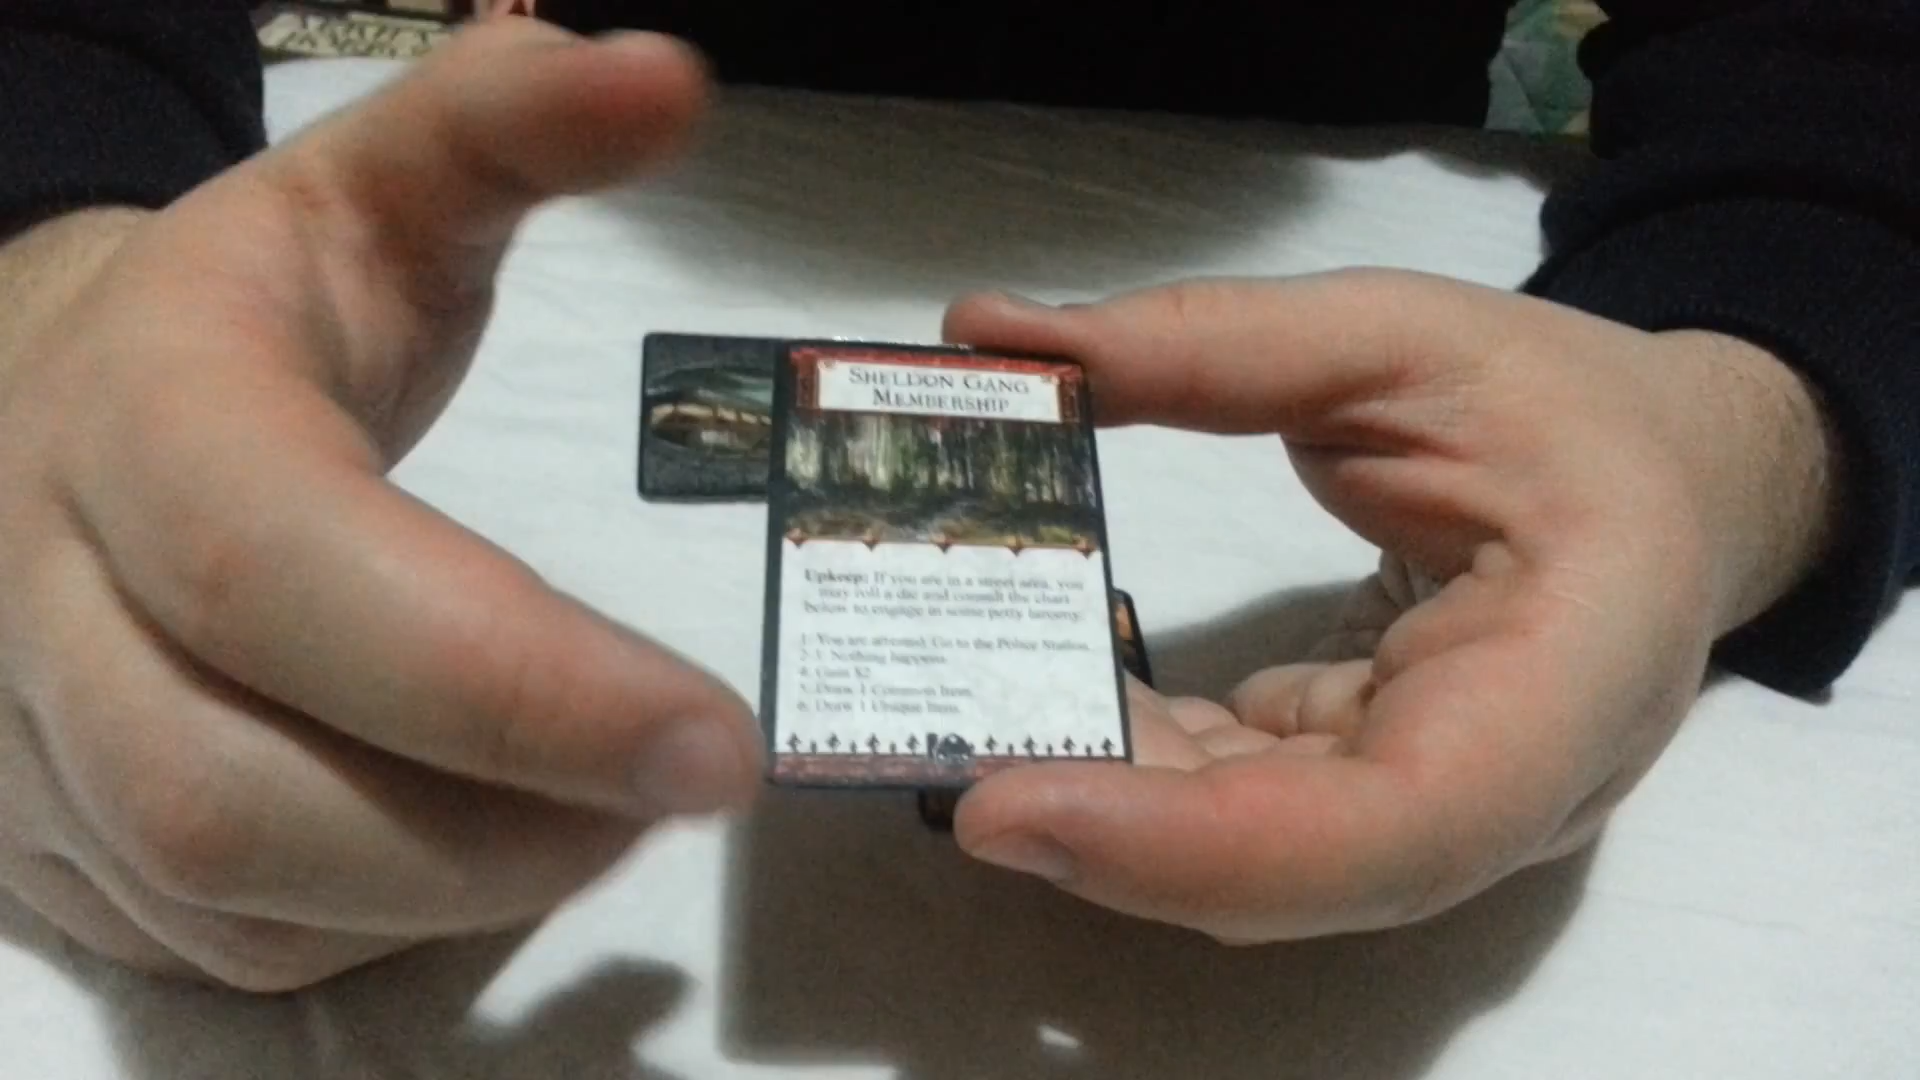 SHELDON GANG
MEMBERSHIP
Upkeep: If you are in a street area, you
may roll a die and consult the chart
below to engage in some petty larceny.
1: You are arrested. Go to the Police Station.
2-3: Nothing happens.
4: Gain $2.
5: Draw 1 Common Item.
6: Draw 1 Unique Item.